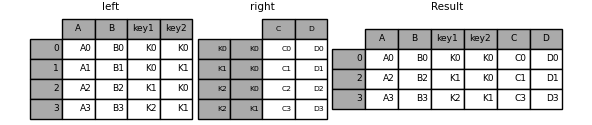 left
A B key1 key2
0 A0 B0 K0 K0
1 A1 B1 K0 K1
2 A2 B2 K1 K0
3 A3 B3 K2 K1
right
C D
K0 K0 C0 D0
K1 K0 C1 D1
K2 K0 C2 D2
K2 K1 C3 D3
Result
A B key1 key2 C D
0 A0 B0 K0 K0 C0 D0
2 A2 B2 K1 K0 C1 D1
3 A3 B3 K2 K1 C3 D3